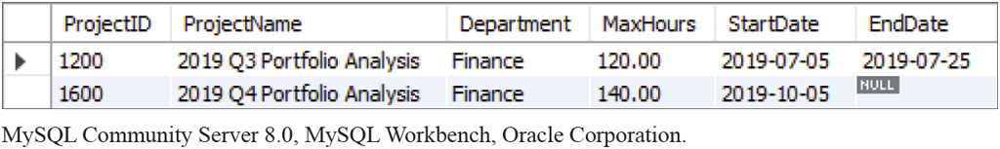 ProjectID ProjectName Department MaxHours StartDate EndDate
1200 2019 Q3 Portfolio Analysis Finance 120.00 2019-07-05 2019-07-25
1600 2019 Q4 Portfolio Analysis Finance 140.00 2019-10-05 NULL
MySQL Community Server 8.0, MySQL Workbench, Oracle Corporation.